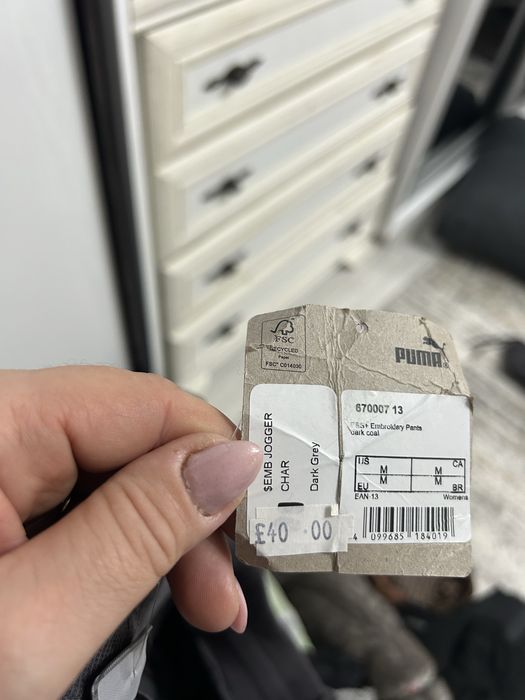 FSC
RECYCLED
Paper
FSC® C014030
PUMA®
$EMB JOGGER
CHAR
Dark Grey
£40.00
670007 13
ESS+ Embroidery Pants
dark coal
US M M CA
EU M M BR
EAN-13 Womens
4 099685 184019